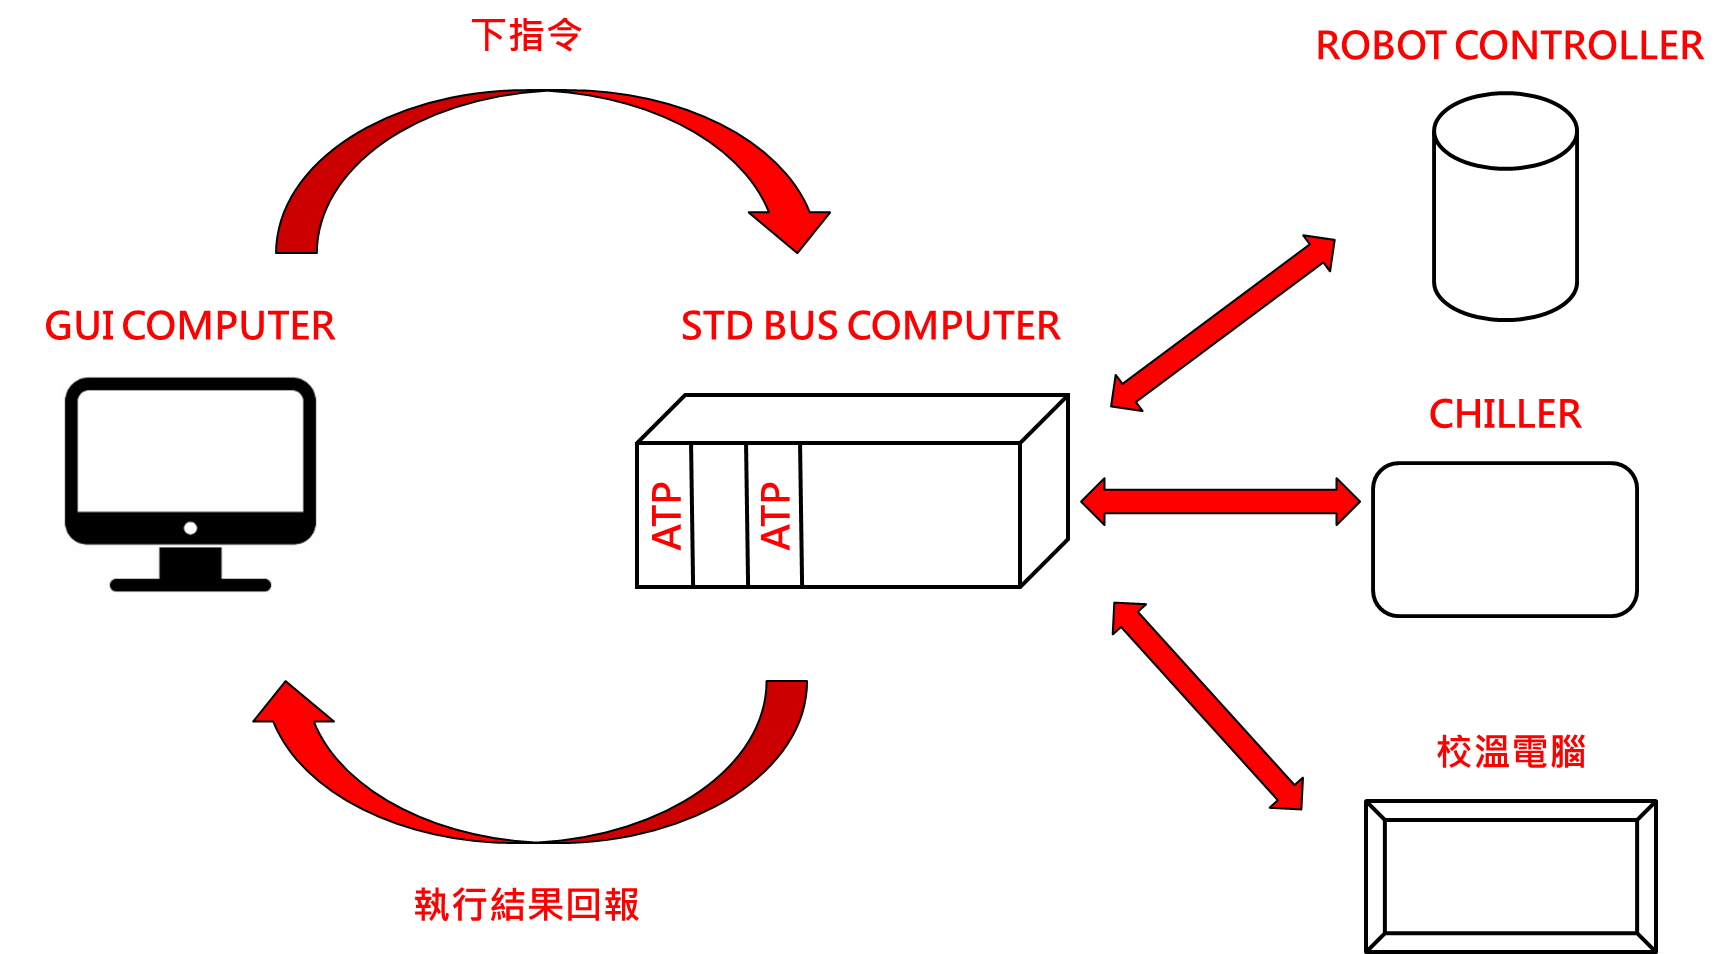 下指令
ROBOT CONTROLLER
GUI COMPUTER
STD BUS COMPUTER
CHILLER
ATP
ATP
校溫電腦
執行結果回報